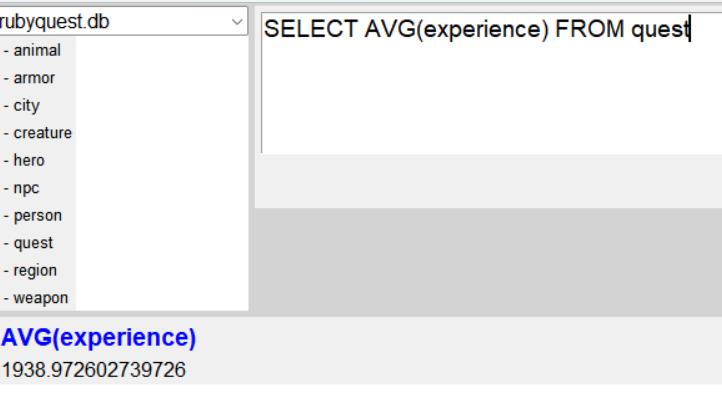 rubyquest.db
SELECT AVG(experience) FROM quest
- animal
- armor
- city
- creature
- hero
- npc
- person
- quest
- region
- weapon
AVG(experience)
1938.972602739726